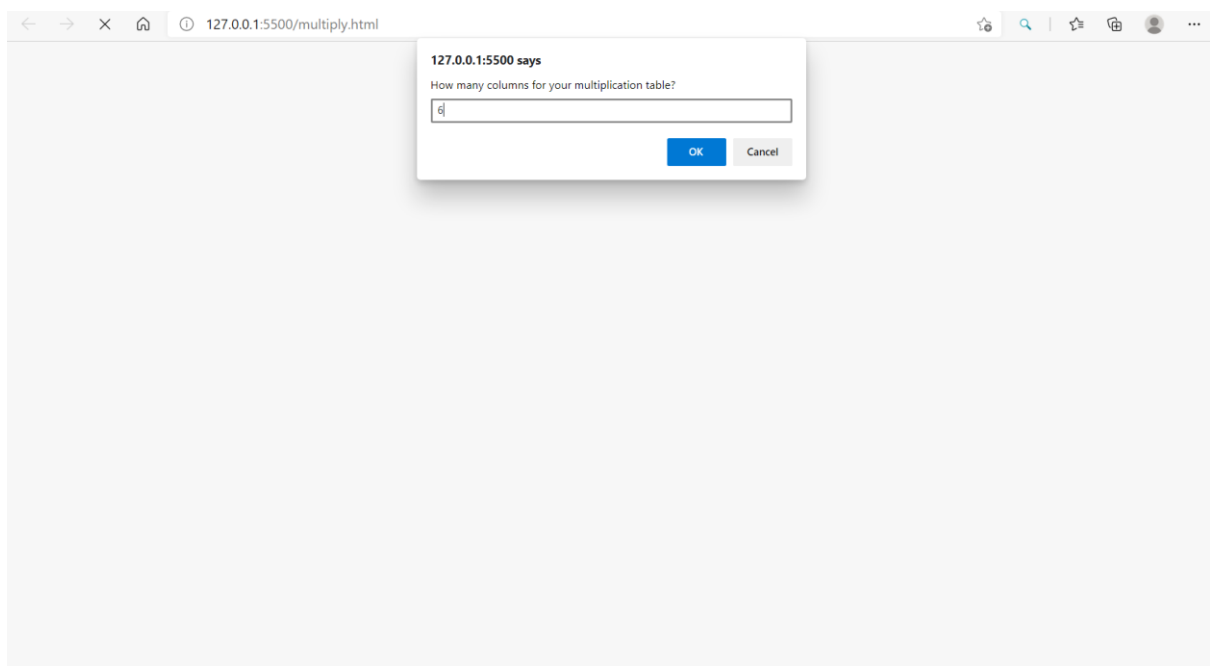 127.0.0.1:5500/multiply.html
127.0.0.1:5500 says
How many columns for your multiplication table?
6
OK Cancel